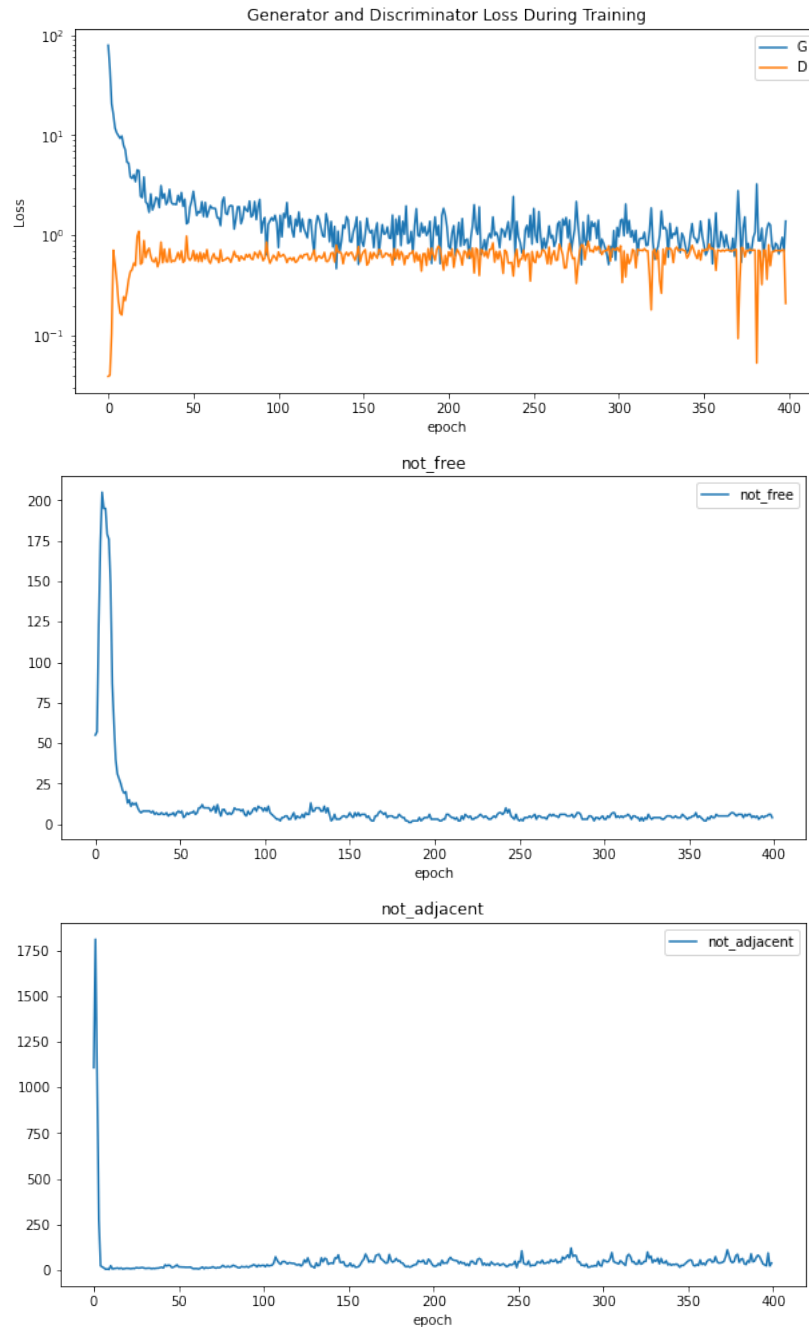 Generator and Discriminator Loss During Training
G
D
10²
10¹
10⁰
10⁻¹
Loss
0 50 100 150 200 250 300 350 400
epoch
not_free
not_free
200
175
150
125
100
75
50
25
0
0 50 100 150 200 250 300 350 400
epoch
not_adjacent
not_adjacent
1750
1500
1250
1000
750
500
250
0
0 50 100 150 200 250 300 350 400
epoch